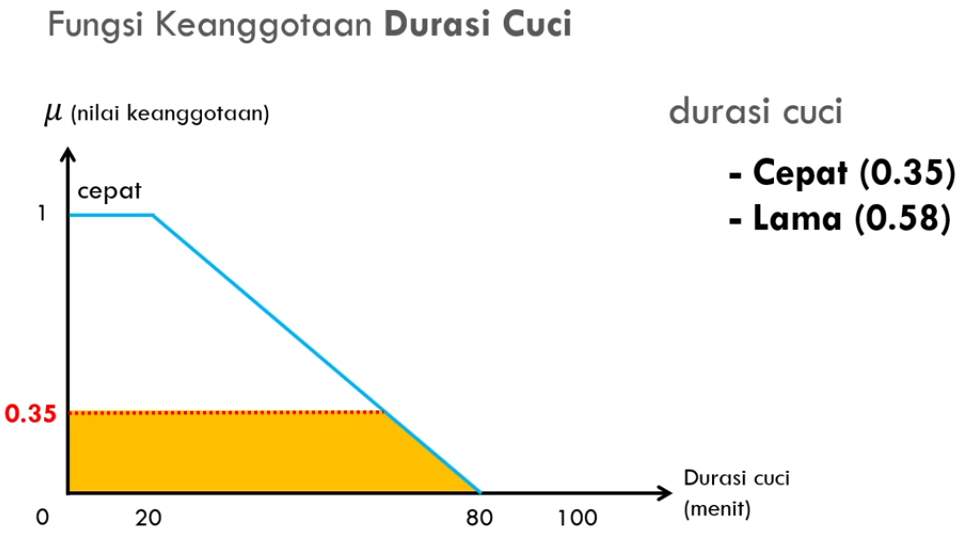 Fungsi Keanggotaan Durasi Cuci
μ (nilai keanggotaan)
durasi cuci
- Cepat (0.35)
- Lama (0.58)
cepat
1
0.35
Durasi cuci
(menit)
0 20 80 100